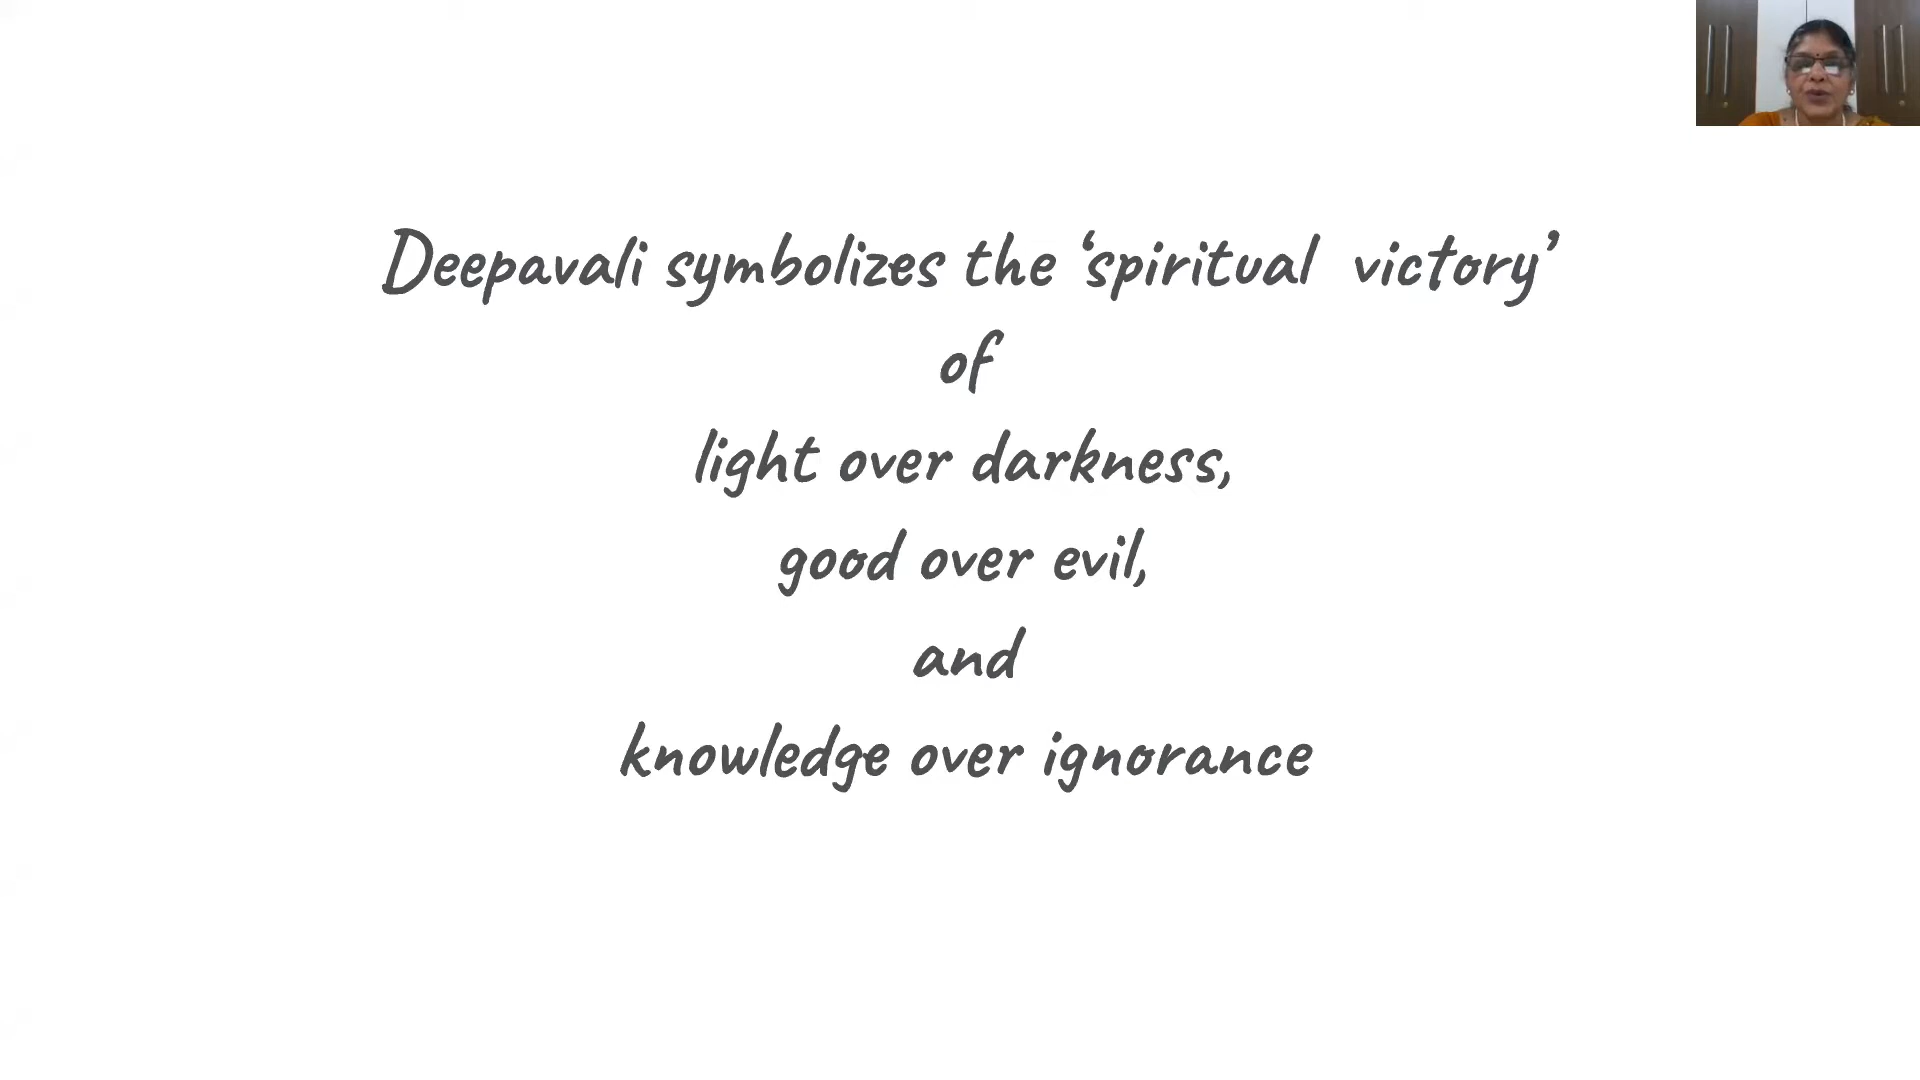 Deepavali symbolizes the ‘spiritual  victory’
of
light over darkness,
good over evil,
and
knowledge over ignorance